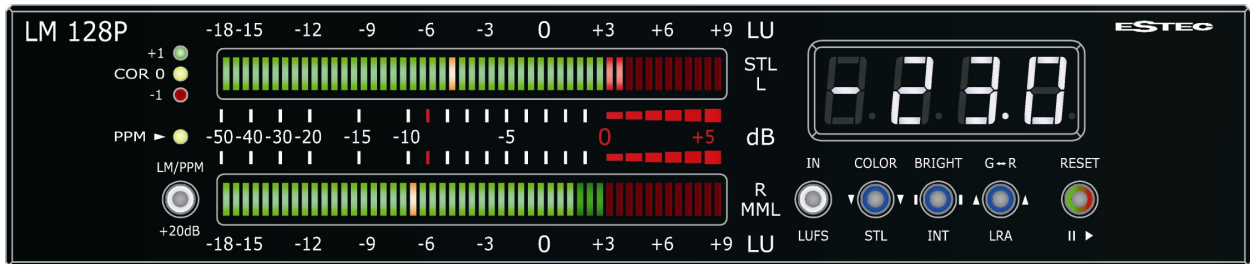 LM 128P
-18 -15 -12 -9 -6 -3 0 +3 +6 +9 LU
ESTEC
+1
COR 0
-1
STL
L
-23.0
PPM ►
-50 -40 -30 -20 -15 -10 -5 0 +5 dB
LM/PPM
+20dB
R
MML
-18 -15 -12 -9 -6 -3 0 +3 +6 +9 LU
IN COLOR BRIGHT G↔R RESET
LUFS STL INT LRA II ►